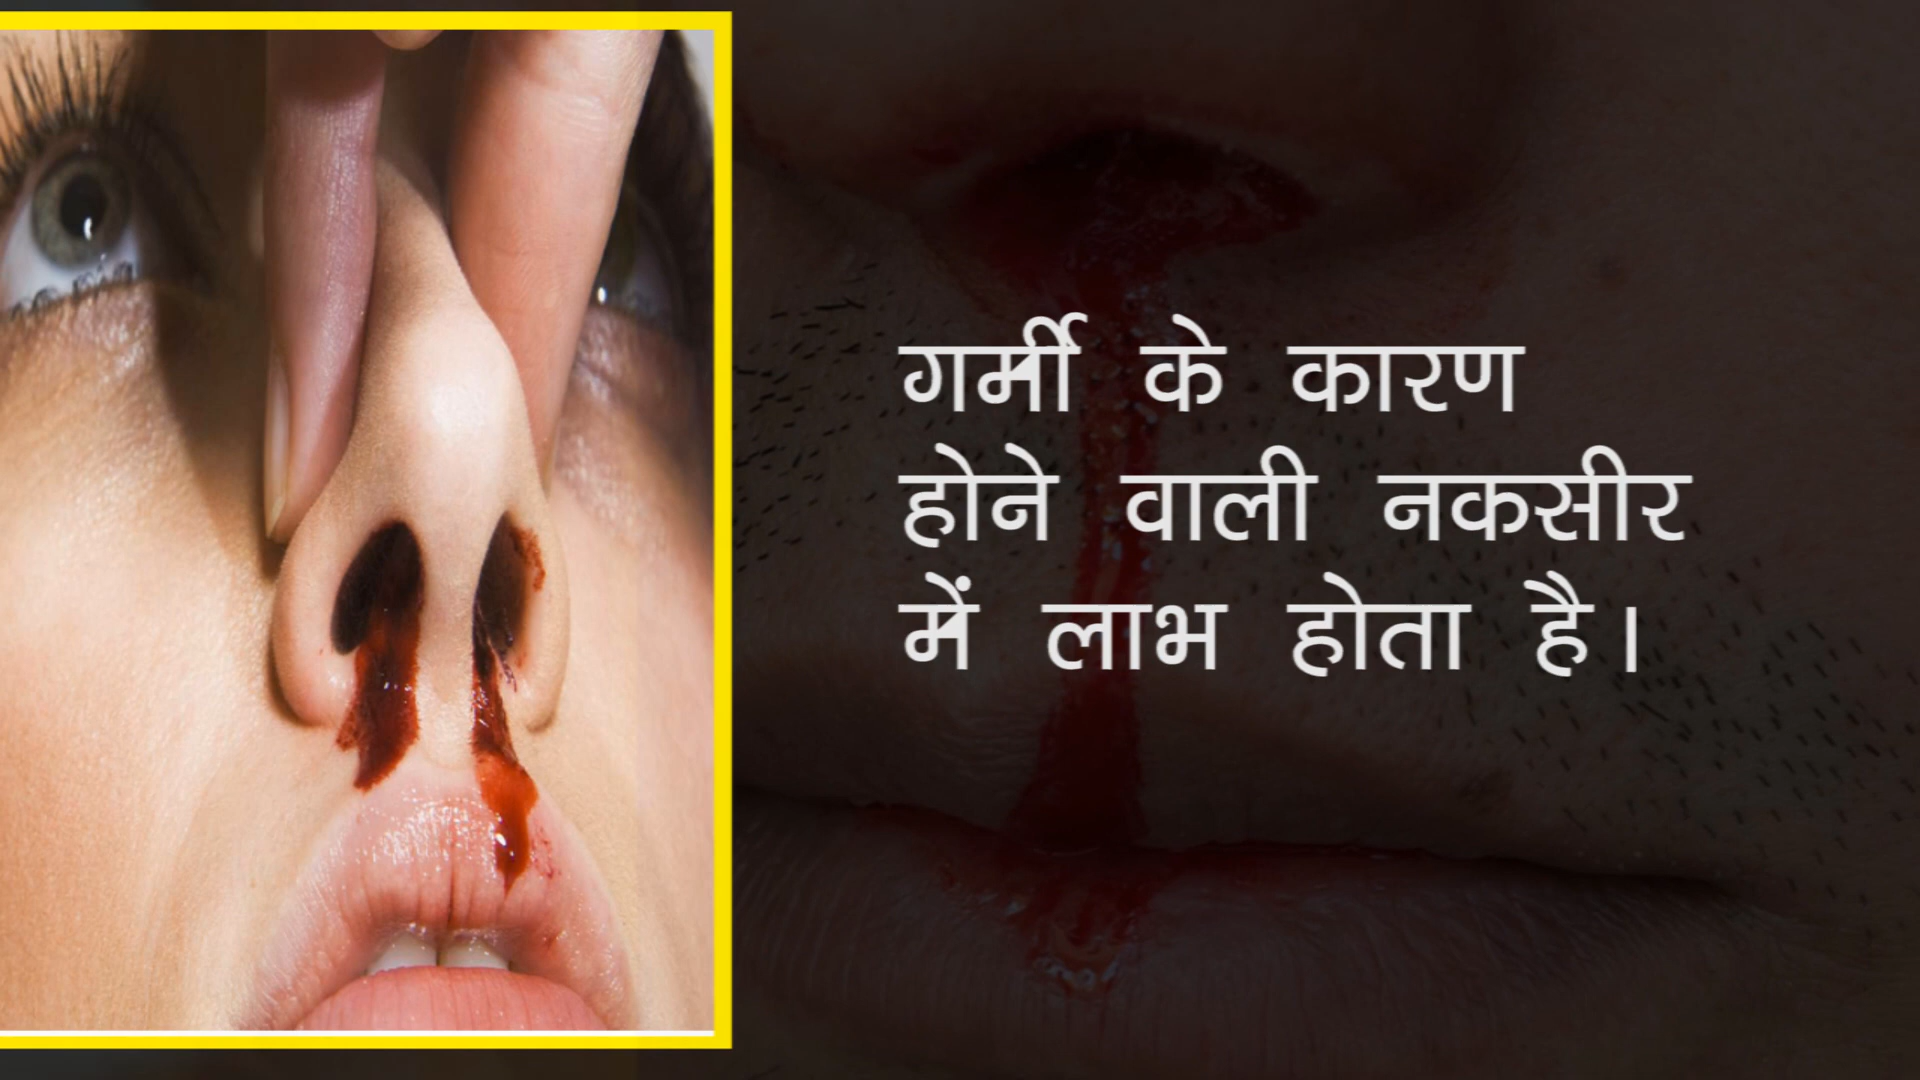 गर्मी के कारण
होने वाली नकसीर
में लाभ होता है।